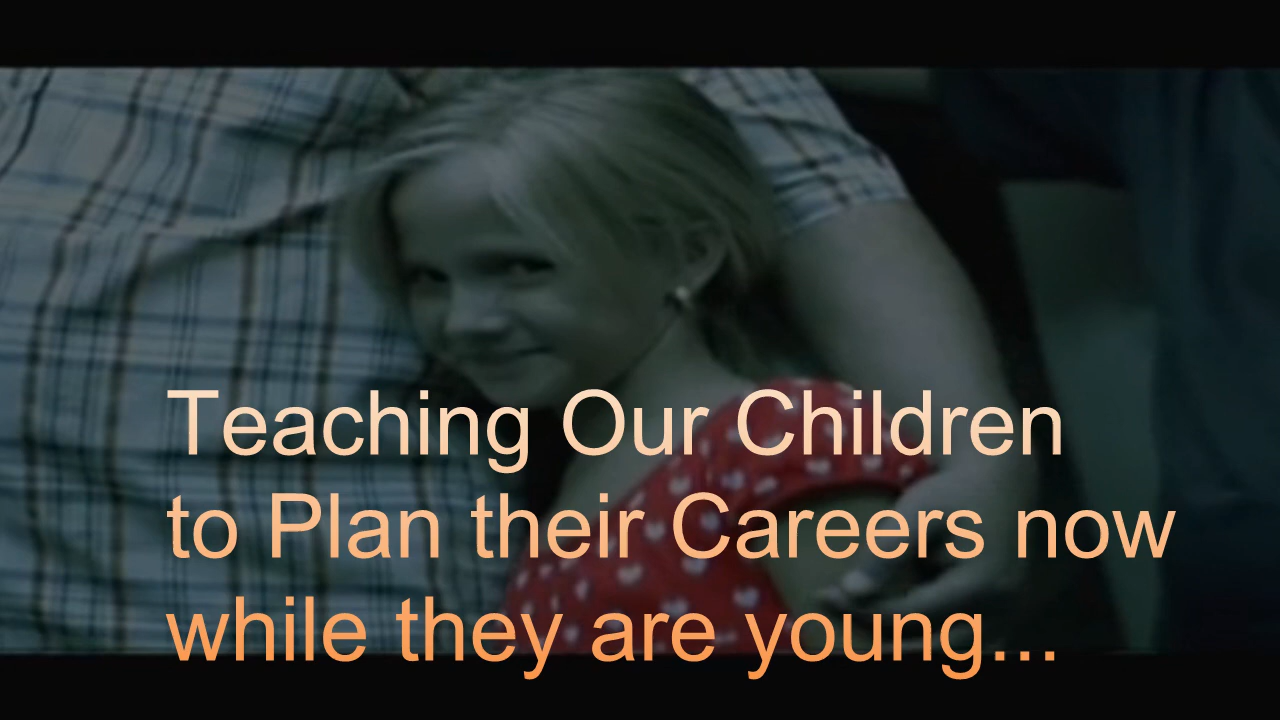 Teaching Our Children
to Plan their Careers now
while they are young...